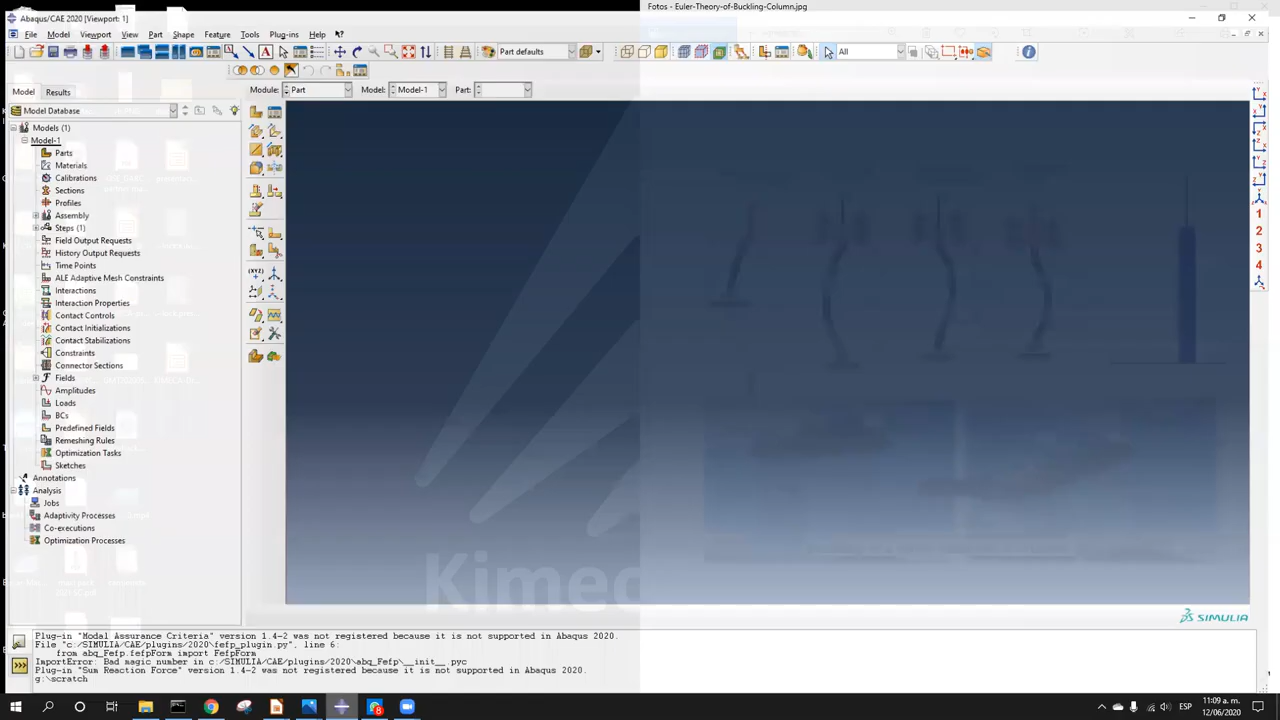 Fotos - Euler-Theory-of-Buckling-Column.jpg
Abaqus/CAE 2020 [Viewport: 1]
File Model Viewport View Part Shape Feature Tools Plug-ins Help
Part defaults
All
Model Results
Module: Part Model: Model-1 Part:
Model Database
Models (1)
Model-1
Parts
Materials
Calibrations
Sections
Profiles
Assembly
Steps (1)
Field Output Requests
History Output Requests
Time Points
ALE Adaptive Mesh Constraints
Interactions
Interaction Properties
Contact Controls
Contact Initializations
Contact Stabilizations
Constraints
Connector Sections
Fields
Amplitudes
Loads
BCs
Predefined Fields
Remeshing Rules
Optimization Tasks
Sketches
Annotations
Analysis
Jobs
Adaptivity Processes
Co-executions
Optimization Processes
(XYZ)
1
2
3
4
Kimec
SIMULIA
Plug-in "Modal Assurance Criteria" version 1.4-2 was not registered because it is not supported in Abaqus 2020.
File "c:/SIMULIA/CAE/plugins/2020\fefp_plugin.py", line 6:
from abq_Fefp.fefpForm import FefpForm
ImportError: Bad magic number in c:/SIMULIA/CAE/plugins/2020\abq_Fefp\__init__.pyc
Plug-in "Sum Reaction Force" version 1.4-2 was not registered because it is not supported in Abaqus 2020.
g:\scratch
ESP
11:09 a. m.
12/06/2020